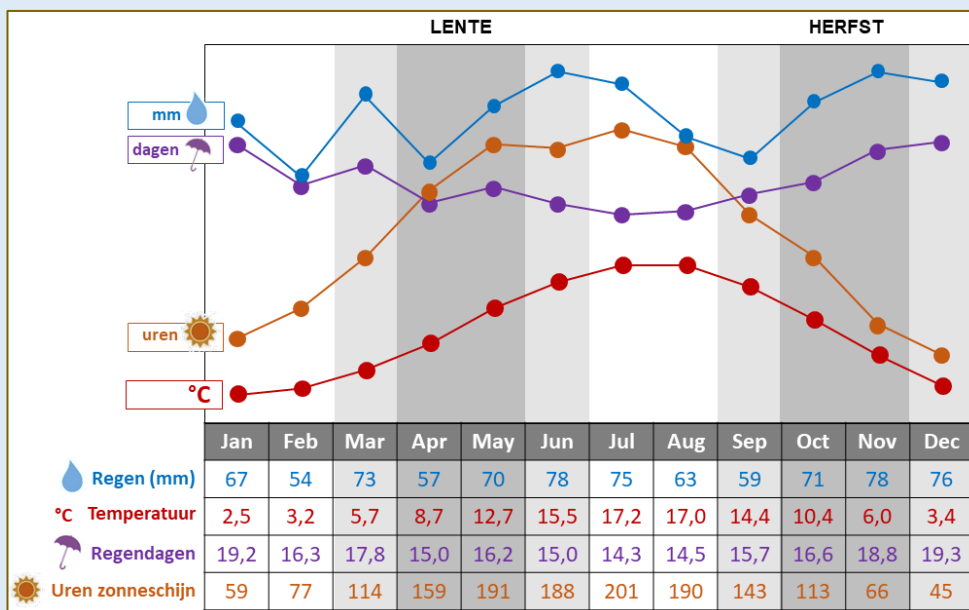 LENTE HERFST
mm
dagen
uren
°C
Jan Feb Mar Apr May Jun Jul Aug Sep Oct Nov Dec
Regen (mm) 67 54 73 57 70 78 75 63 59 71 78 76
°C Temperatuur 2,5 3,2 5,7 8,7 12,7 15,5 17,2 17,0 14,4 10,4 6,0 3,4
Regendagen 19,2 16,3 17,8 15,0 16,2 15,0 14,3 14,5 15,7 16,6 18,8 19,3
Uren zonneschijn 59 77 114 159 191 188 201 190 143 113 66 45